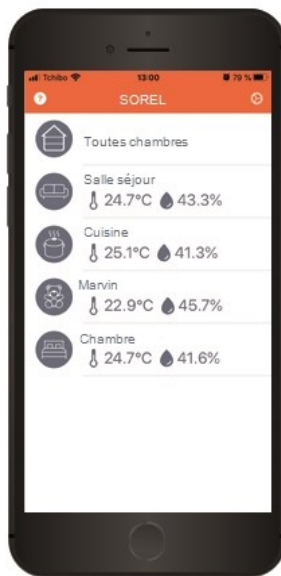 Tchibo 13:00 79 %
? SOREL
Toutes chambres
Salle séjour
24.7°C 43.3%
Cuisine
25.1°C 41.3%
Marvin
22.9°C 45.7%
Chambre
24.7°C 41.6%